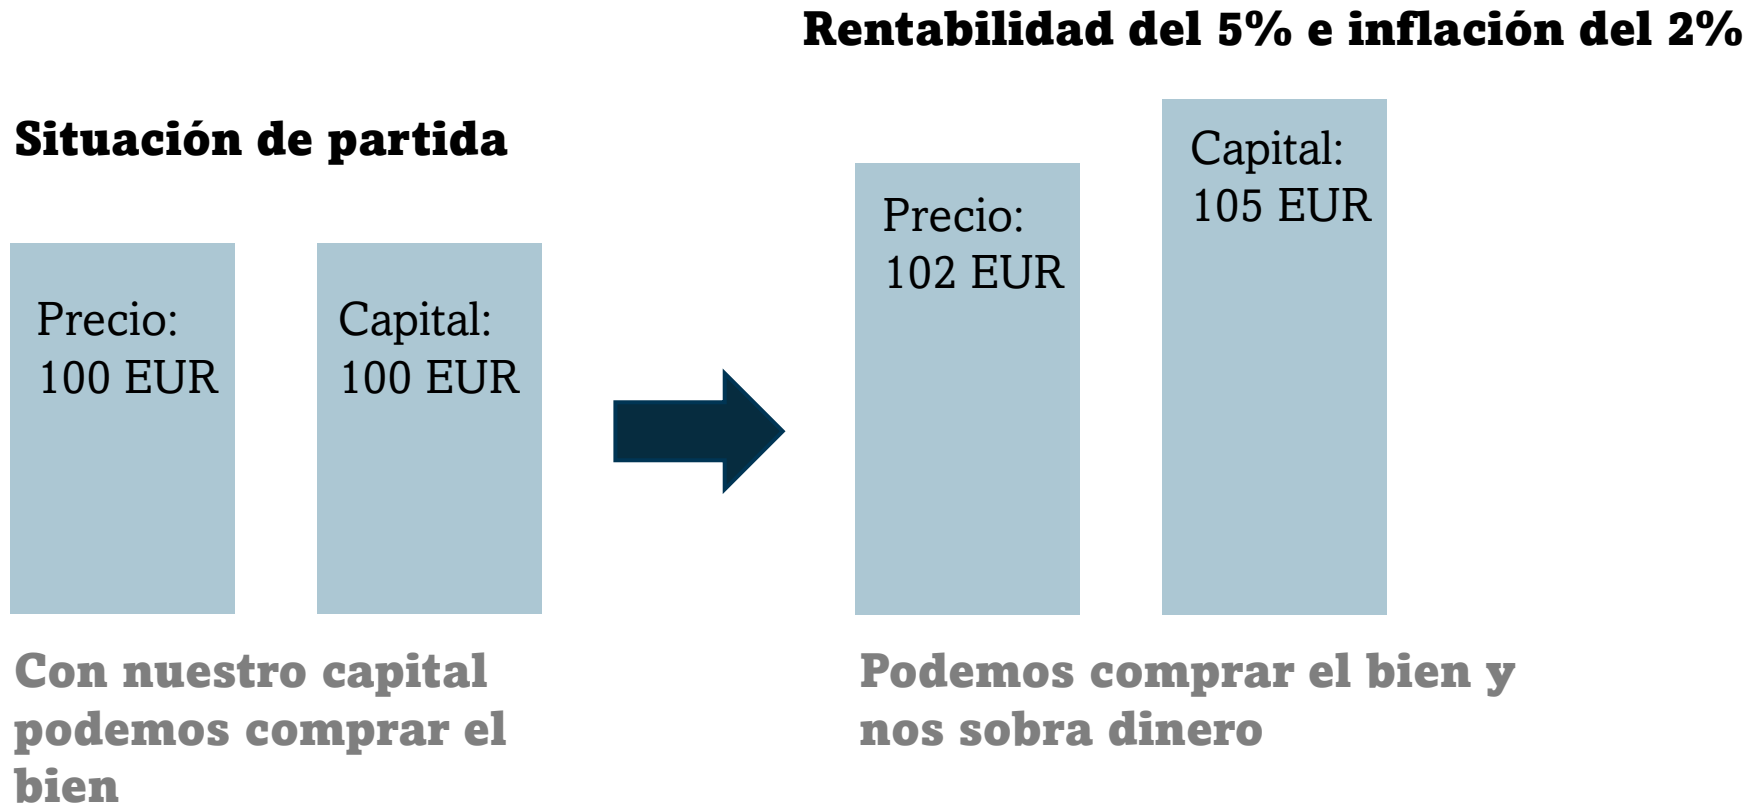 Rentabilidad del 5% e inflación del 2%
Situación de partida
Precio:
100 EUR
Capital:
100 EUR
Precio:
102 EUR
Capital:
105 EUR
Con nuestro capital
podemos comprar el
bien
Podemos comprar el bien y
nos sobra dinero